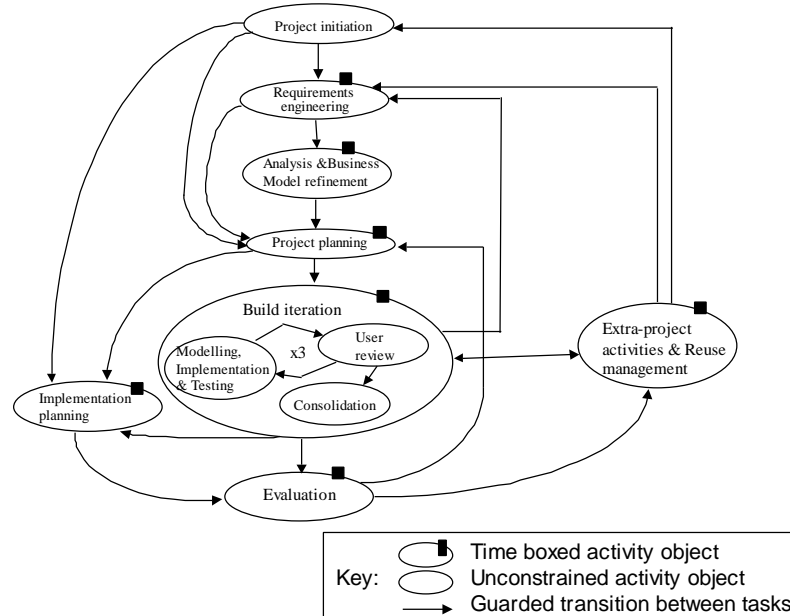 Project initiation
Requirements
engineering
Analysis &Business
Model refinement
Project planning
Build iteration
Modelling,
Implementation
& Testing
x3
User
review
Consolidation
Extra-project
activities & Reuse
management
Implementation
planning
Evaluation
Key:
Time boxed activity object
Unconstrained activity object
Guarded transition between tasks